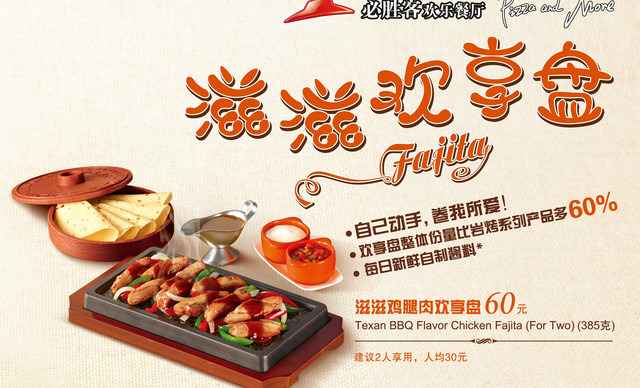 必胜客欢乐餐厅 Pizza and More
滋滋欢享盘
Fajita
• 自己动手，卷我所爱！
• 欢享盘整体份量比岩烤系列产品多60%
• 每日新鲜自制酱料*
滋滋鸡腿肉欢享盘60元
Texan BBQ Flavor Chicken Fajita (For Two) (385克)
建议2人享用，人均30元